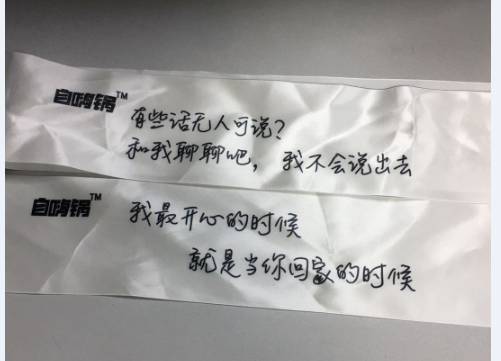 自嗨锅™
有些话无人可说？
和我聊聊吧，我不会说出去
自嗨锅™
我最开心的时候
就是当你回家的时候